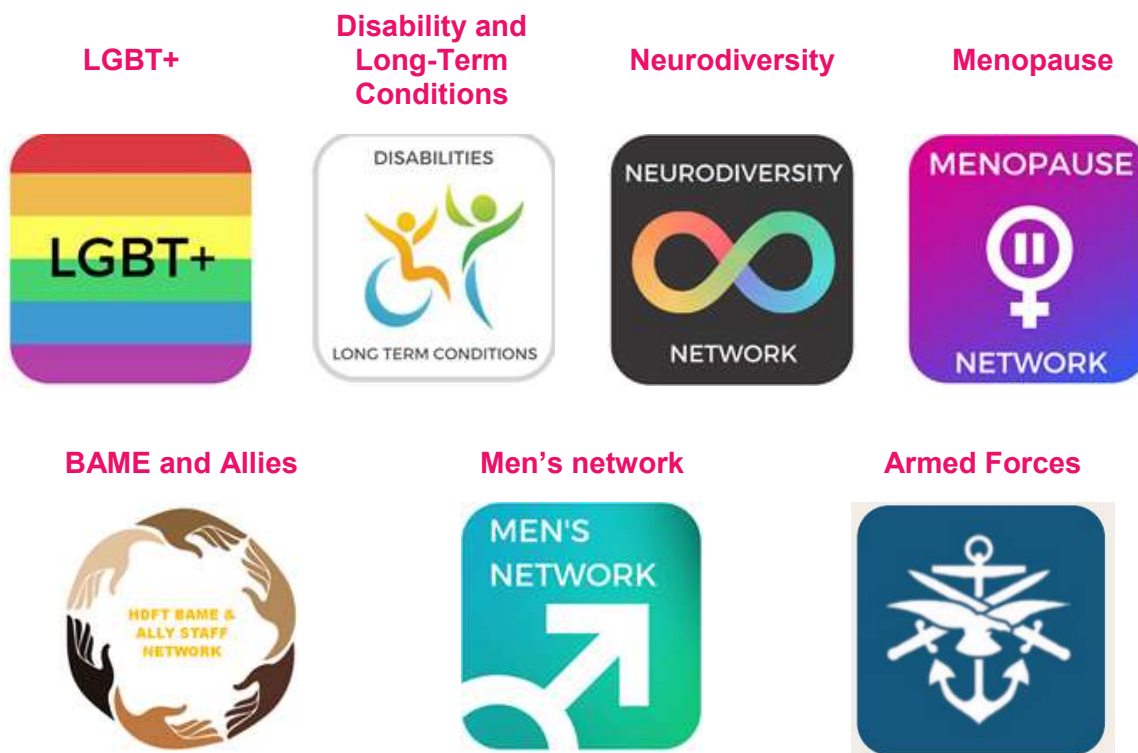 LGBT+
Disability and
Long-Term
Conditions
Neurodiversity
Menopause
LGBT+
DISABILITIES
LONG TERM CONDITIONS
NEURODIVERSITY
NETWORK
MENOPAUSE
NETWORK
BAME and Allies
Men’s network
Armed Forces
HDFT BAME &
ALLY STAFF
NETWORK
MEN'S
NETWORK